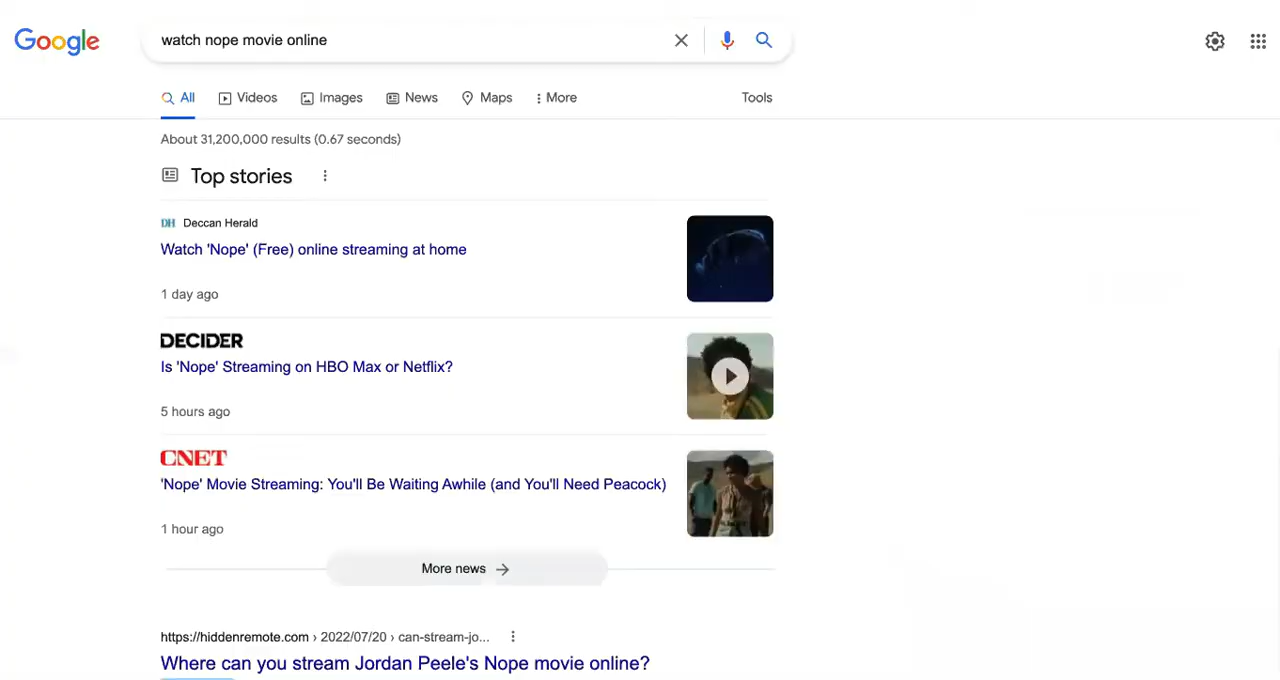 Google
watch nope movie online
All Videos Images News Maps More Tools
About 31,200,000 results (0.67 seconds)
Top stories
DH Deccan Herald
Watch 'Nope' (Free) online streaming at home
1 day ago
DECIDER
Is 'Nope' Streaming on HBO Max or Netflix?
5 hours ago
CNET
'Nope' Movie Streaming: You'll Be Waiting Awhile (and You'll Need Peacock)
1 hour ago
More news
https://hiddenremote.com › 2022/07/20 › can-stream-jo...
Where can you stream Jordan Peele's Nope movie online?